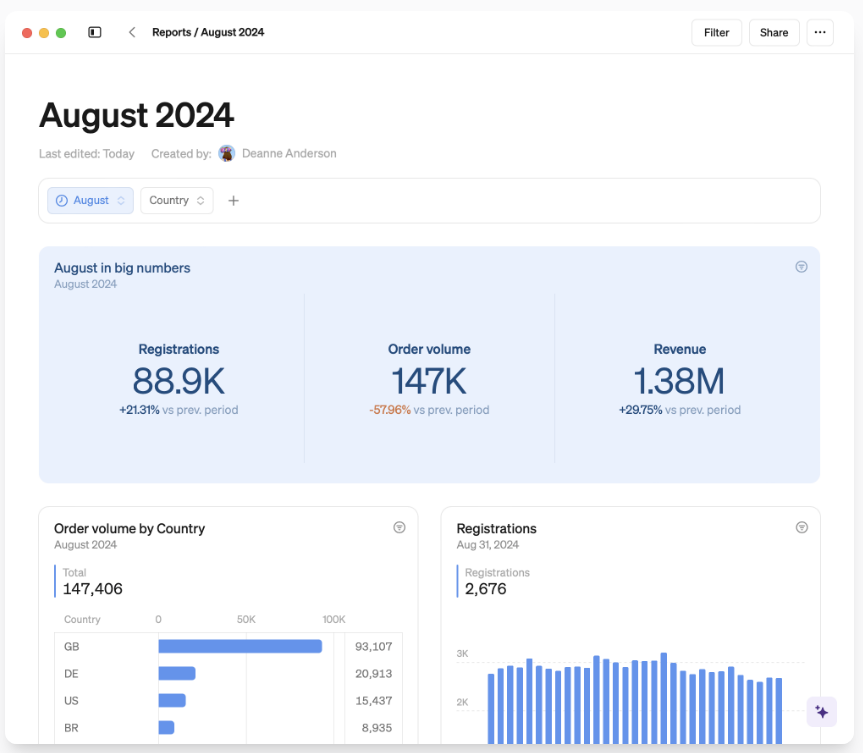 Reports / August 2024
Filter
Share
August 2024
Last edited: Today
Created by:
Deanne Anderson
August
Country
August in big numbers
August 2024
Registrations
Order volume
Revenue
88.9K
147K
1.38M
+21.31% vs prev. period
-57.96% vs prev. period
+29.75% vs prev. period
Order volume by Country
August 2024
Total
147,406
Country 0 50K 100K
GB 93,107
DE 20,913
US 15,437
BR 8,935
Registrations
Aug 31, 2024
Registrations
2,676
3K
2K